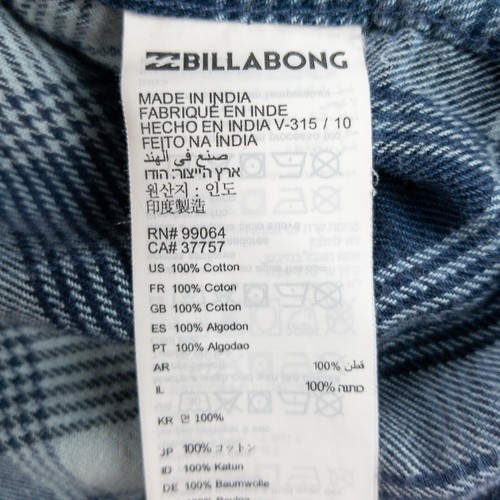 BILLABONG
MADE IN INDIA
FABRIQUÉ EN INDE
HECHO EN INDIA V-315 / 10
FEITO NA ÍNDIA
صنع في الهند
ארץ הייצור: הודו
원산지 : 인도
印度製造
RN# 99064
CA# 37757
US 100% Cotton
FR 100% Coton
GB 100% Cotton
ES 100% Algodon
PT 100% Algodao
AR 100% قطن
IL 100% כותנה
KR 면 100%
JP 100% コットン
ID 100% Katun
DE 100% Baumwolle